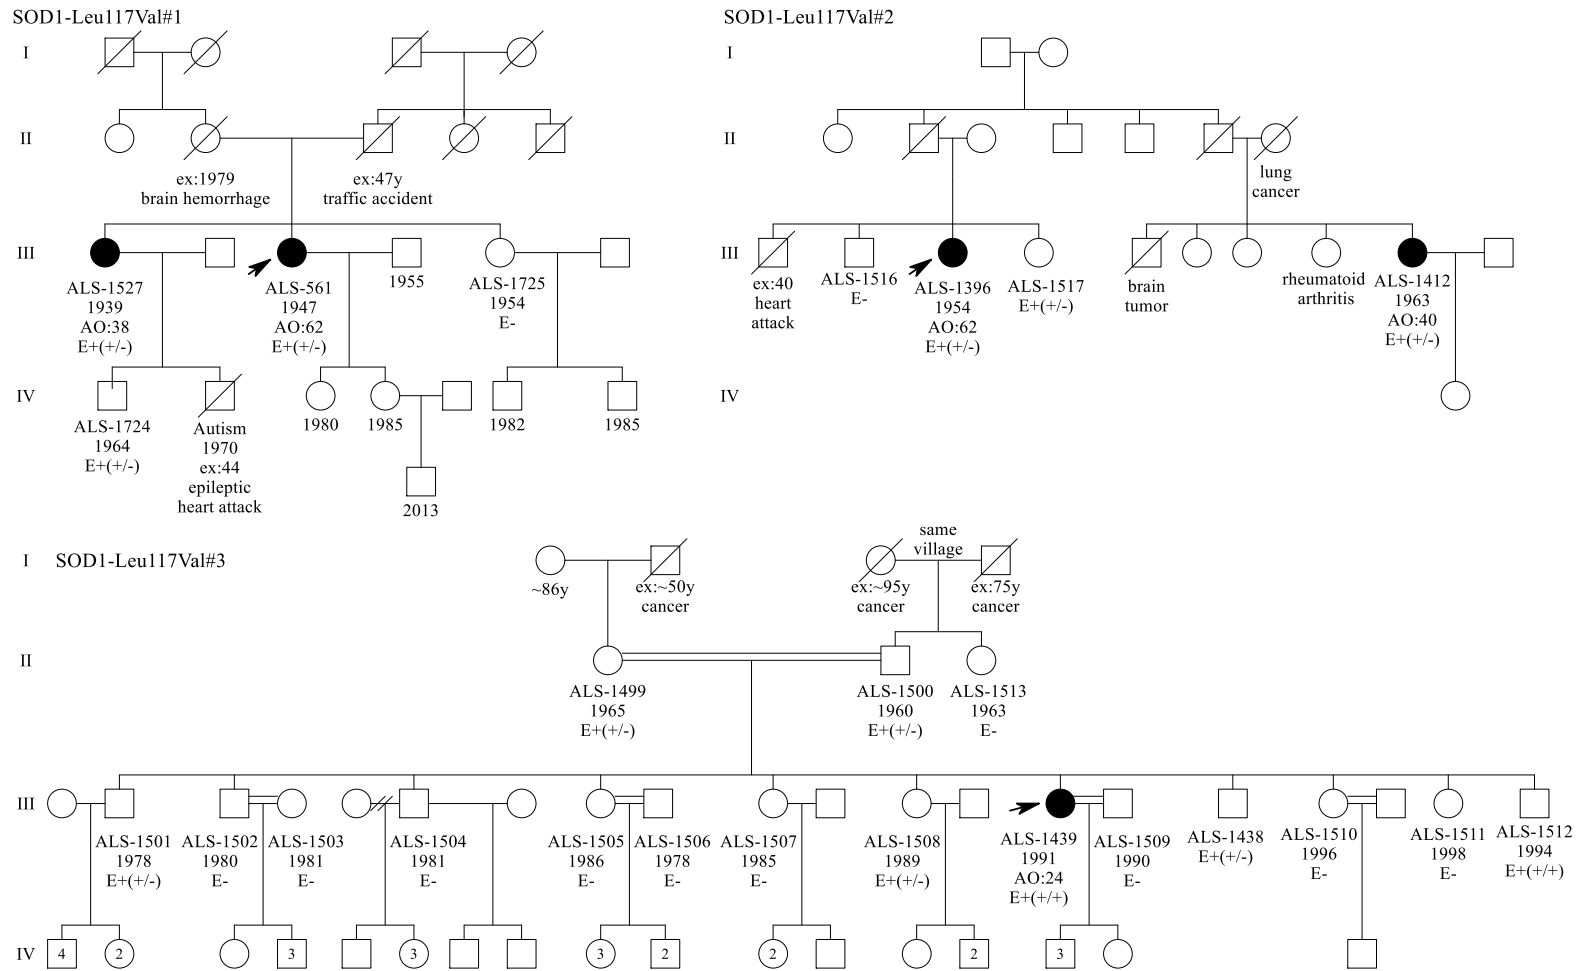 SOD1-Leu117Val#1
I
II
ex:1979
brain hemorrhage
ex:47y
traffic accident
III
ALS-1527
1939
AO:38
E+(+/-)
ALS-561
1947
AO:62
E+(+/-)
1955
ALS-1725
1954
E-
IV
ALS-1724
1964
E+(+/-)
Autism
1970
ex:44
epileptic
heart attack
1980
1985
1982
1985
2013
SOD1-Leu117Val#2
I
II
lung
cancer
III
ex:40
heart
attack
ALS-1516
E-
ALS-1396
1954
AO:62
E+(+/-)
ALS-1517
E+(+/-)
brain
tumor
rheumatoid
arthritis
ALS-1412
1963
AO:40
E+(+/-)
IV
I SOD1-Leu117Val#3
~86y
ex:~50y
cancer
same
village
ex:~95y
cancer
ex:75y
cancer
II
ALS-1499
1965
E+(+/-)
ALS-1500
1960
E+(+/-)
ALS-1513
1963
E-
III
ALS-1501
1978
E+(+/-)
ALS-1502
1980
E-
ALS-1503
1981
E-
ALS-1504
1981
E-
ALS-1505
1986
E-
ALS-1506
1978
E-
ALS-1507
1985
E-
ALS-1508
1989
E+(+/-)
ALS-1439
1991
AO:24
E+(+/+)
ALS-1509
1990
E-
ALS-1438
E+(+/-)
ALS-1510
1996
E-
ALS-1511
1998
E-
ALS-1512
1994
E+(+/+)
IV
4
2
3
3
3
2
2
2
3